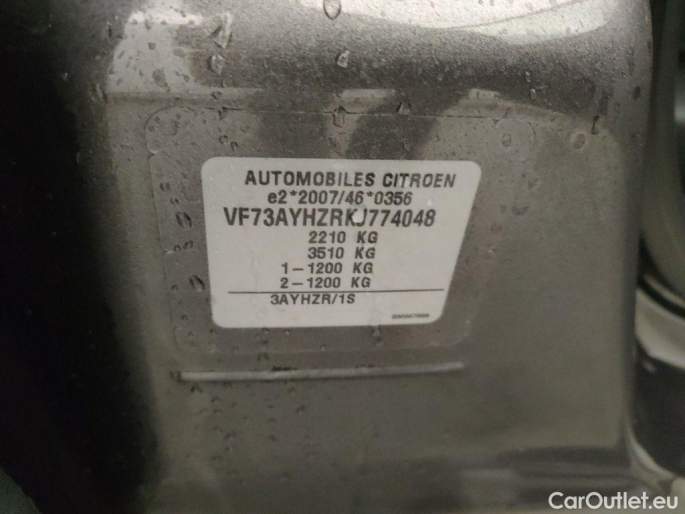 AUTOMOBILES CITROEN
e2*2007/46*0356
VF73AYHZRKJ774048
2210 KG
3510 KG
1-1200 KG
2-1200 KG
3AYHZR/1S
CarOutlet.eu